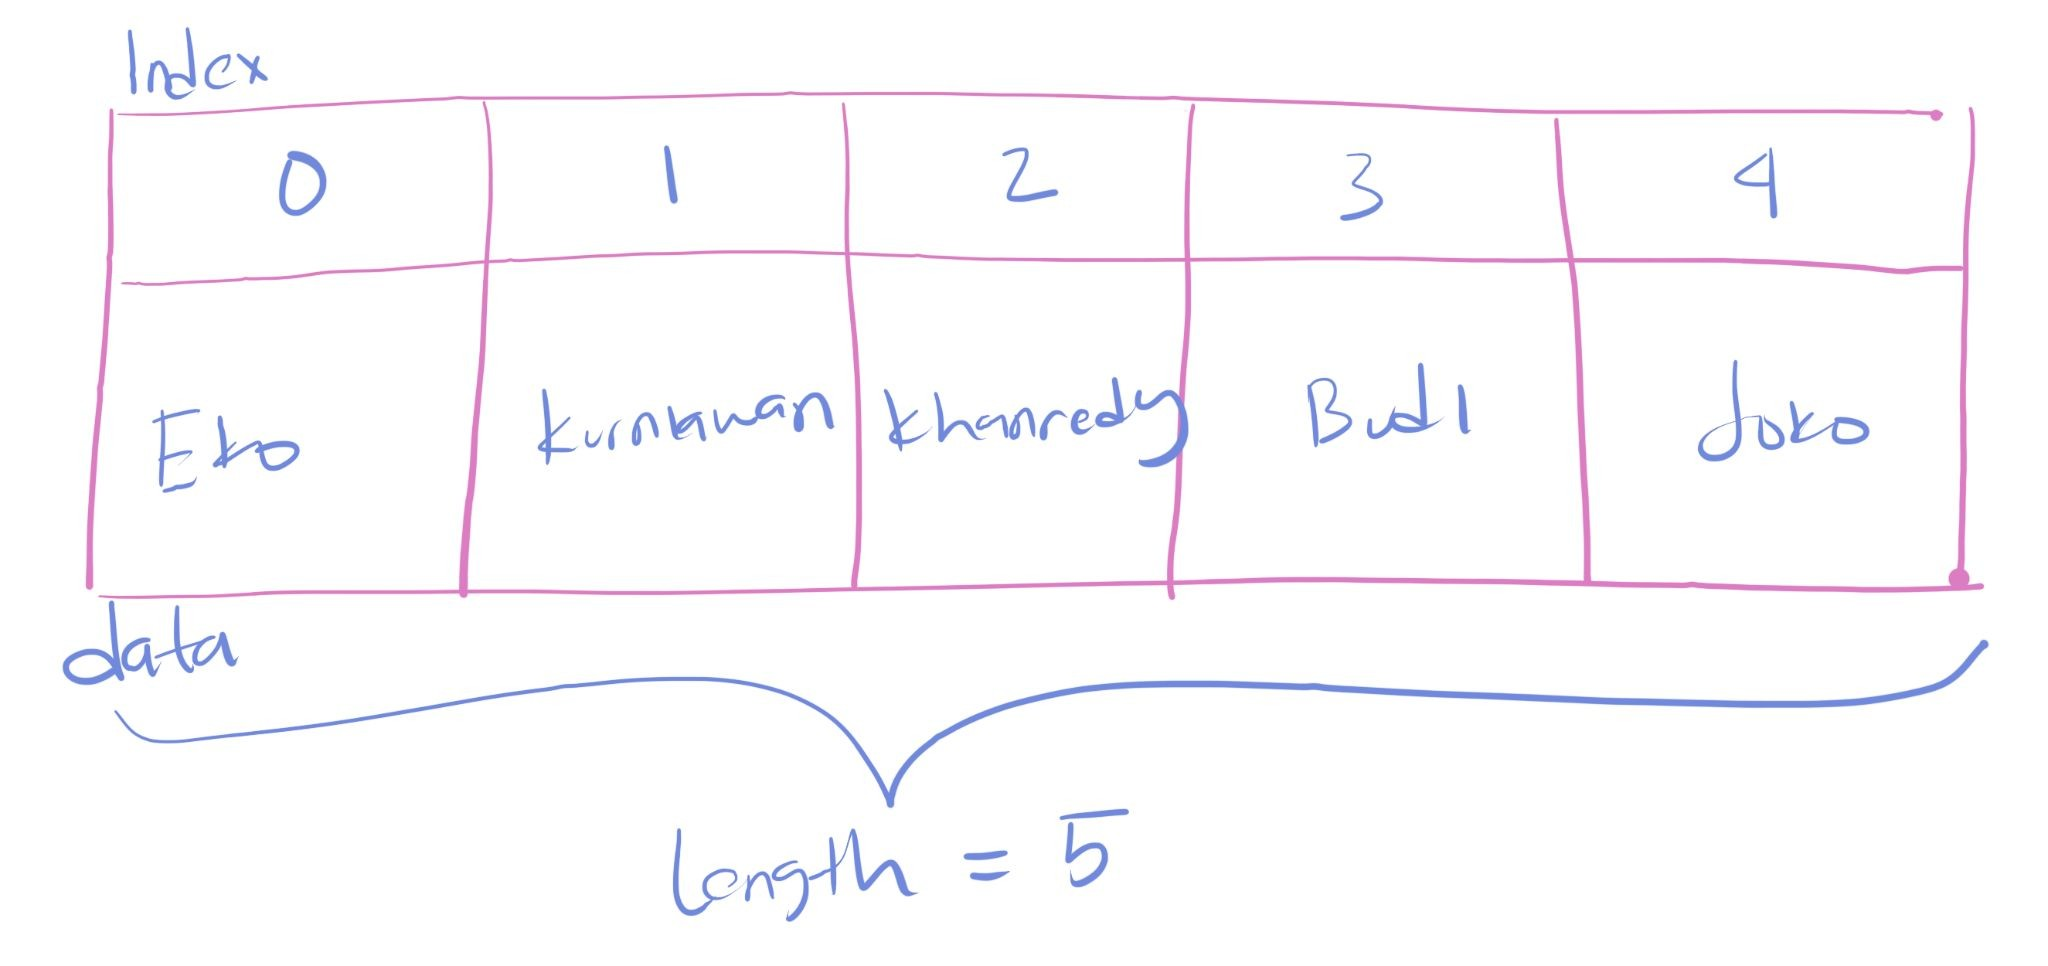 Index
0 1 2 3 4
Eko Kurniawan Khannedy Budi Joko
data
length = 5